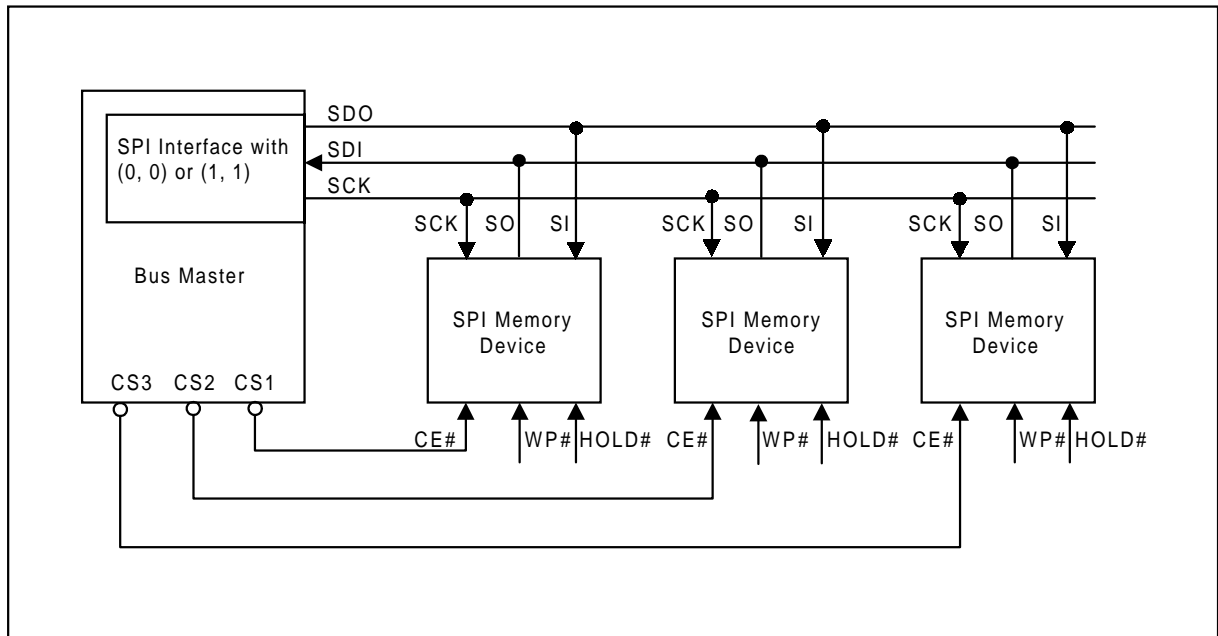 SDO
SPI Interface with
(0, 0) or (1, 1)
SDI
SCK
SCK SO SI
SCK SO SI
SCK SO SI
Bus Master
SPI Memory
Device
SPI Memory
Device
SPI Memory
Device
CS3 CS2 CS1
CE# WP# HOLD#
CE# WP# HOLD#
CE# WP# HOLD#